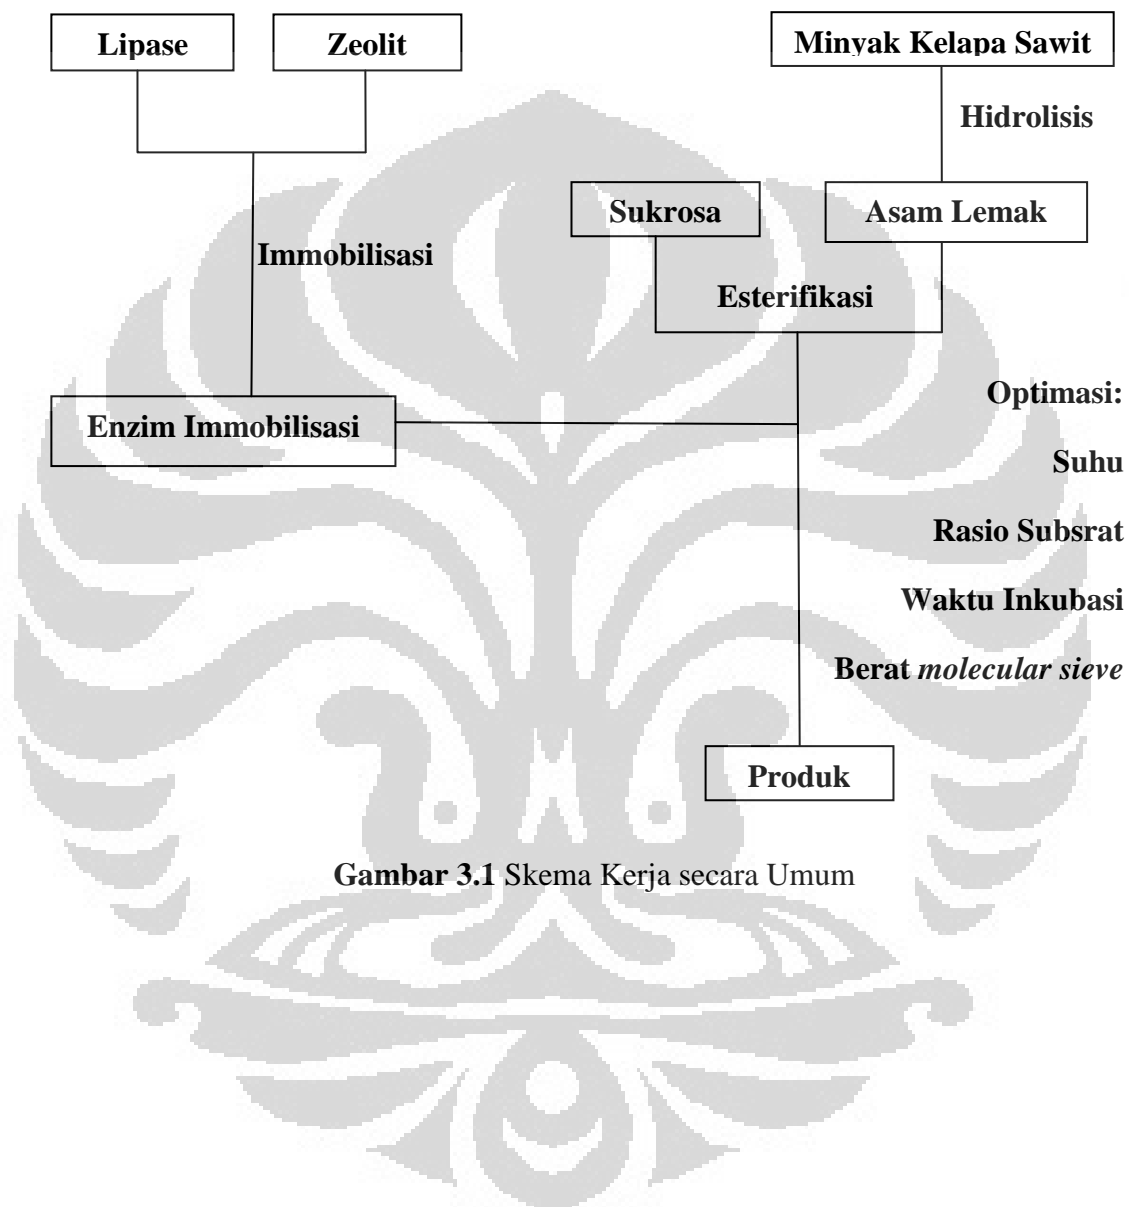 Lipase
Zeolit
Minyak Kelapa Sawit
Hidrolisis
Sukrosa
Asam Lemak
Immobilisasi
Esterifikasi
Optimasi:
Enzim Immobilisasi
Suhu
Rasio Subsrat
Waktu Inkubasi
Berat molecular sieve
Produk
Gambar 3.1 Skema Kerja secara Umum